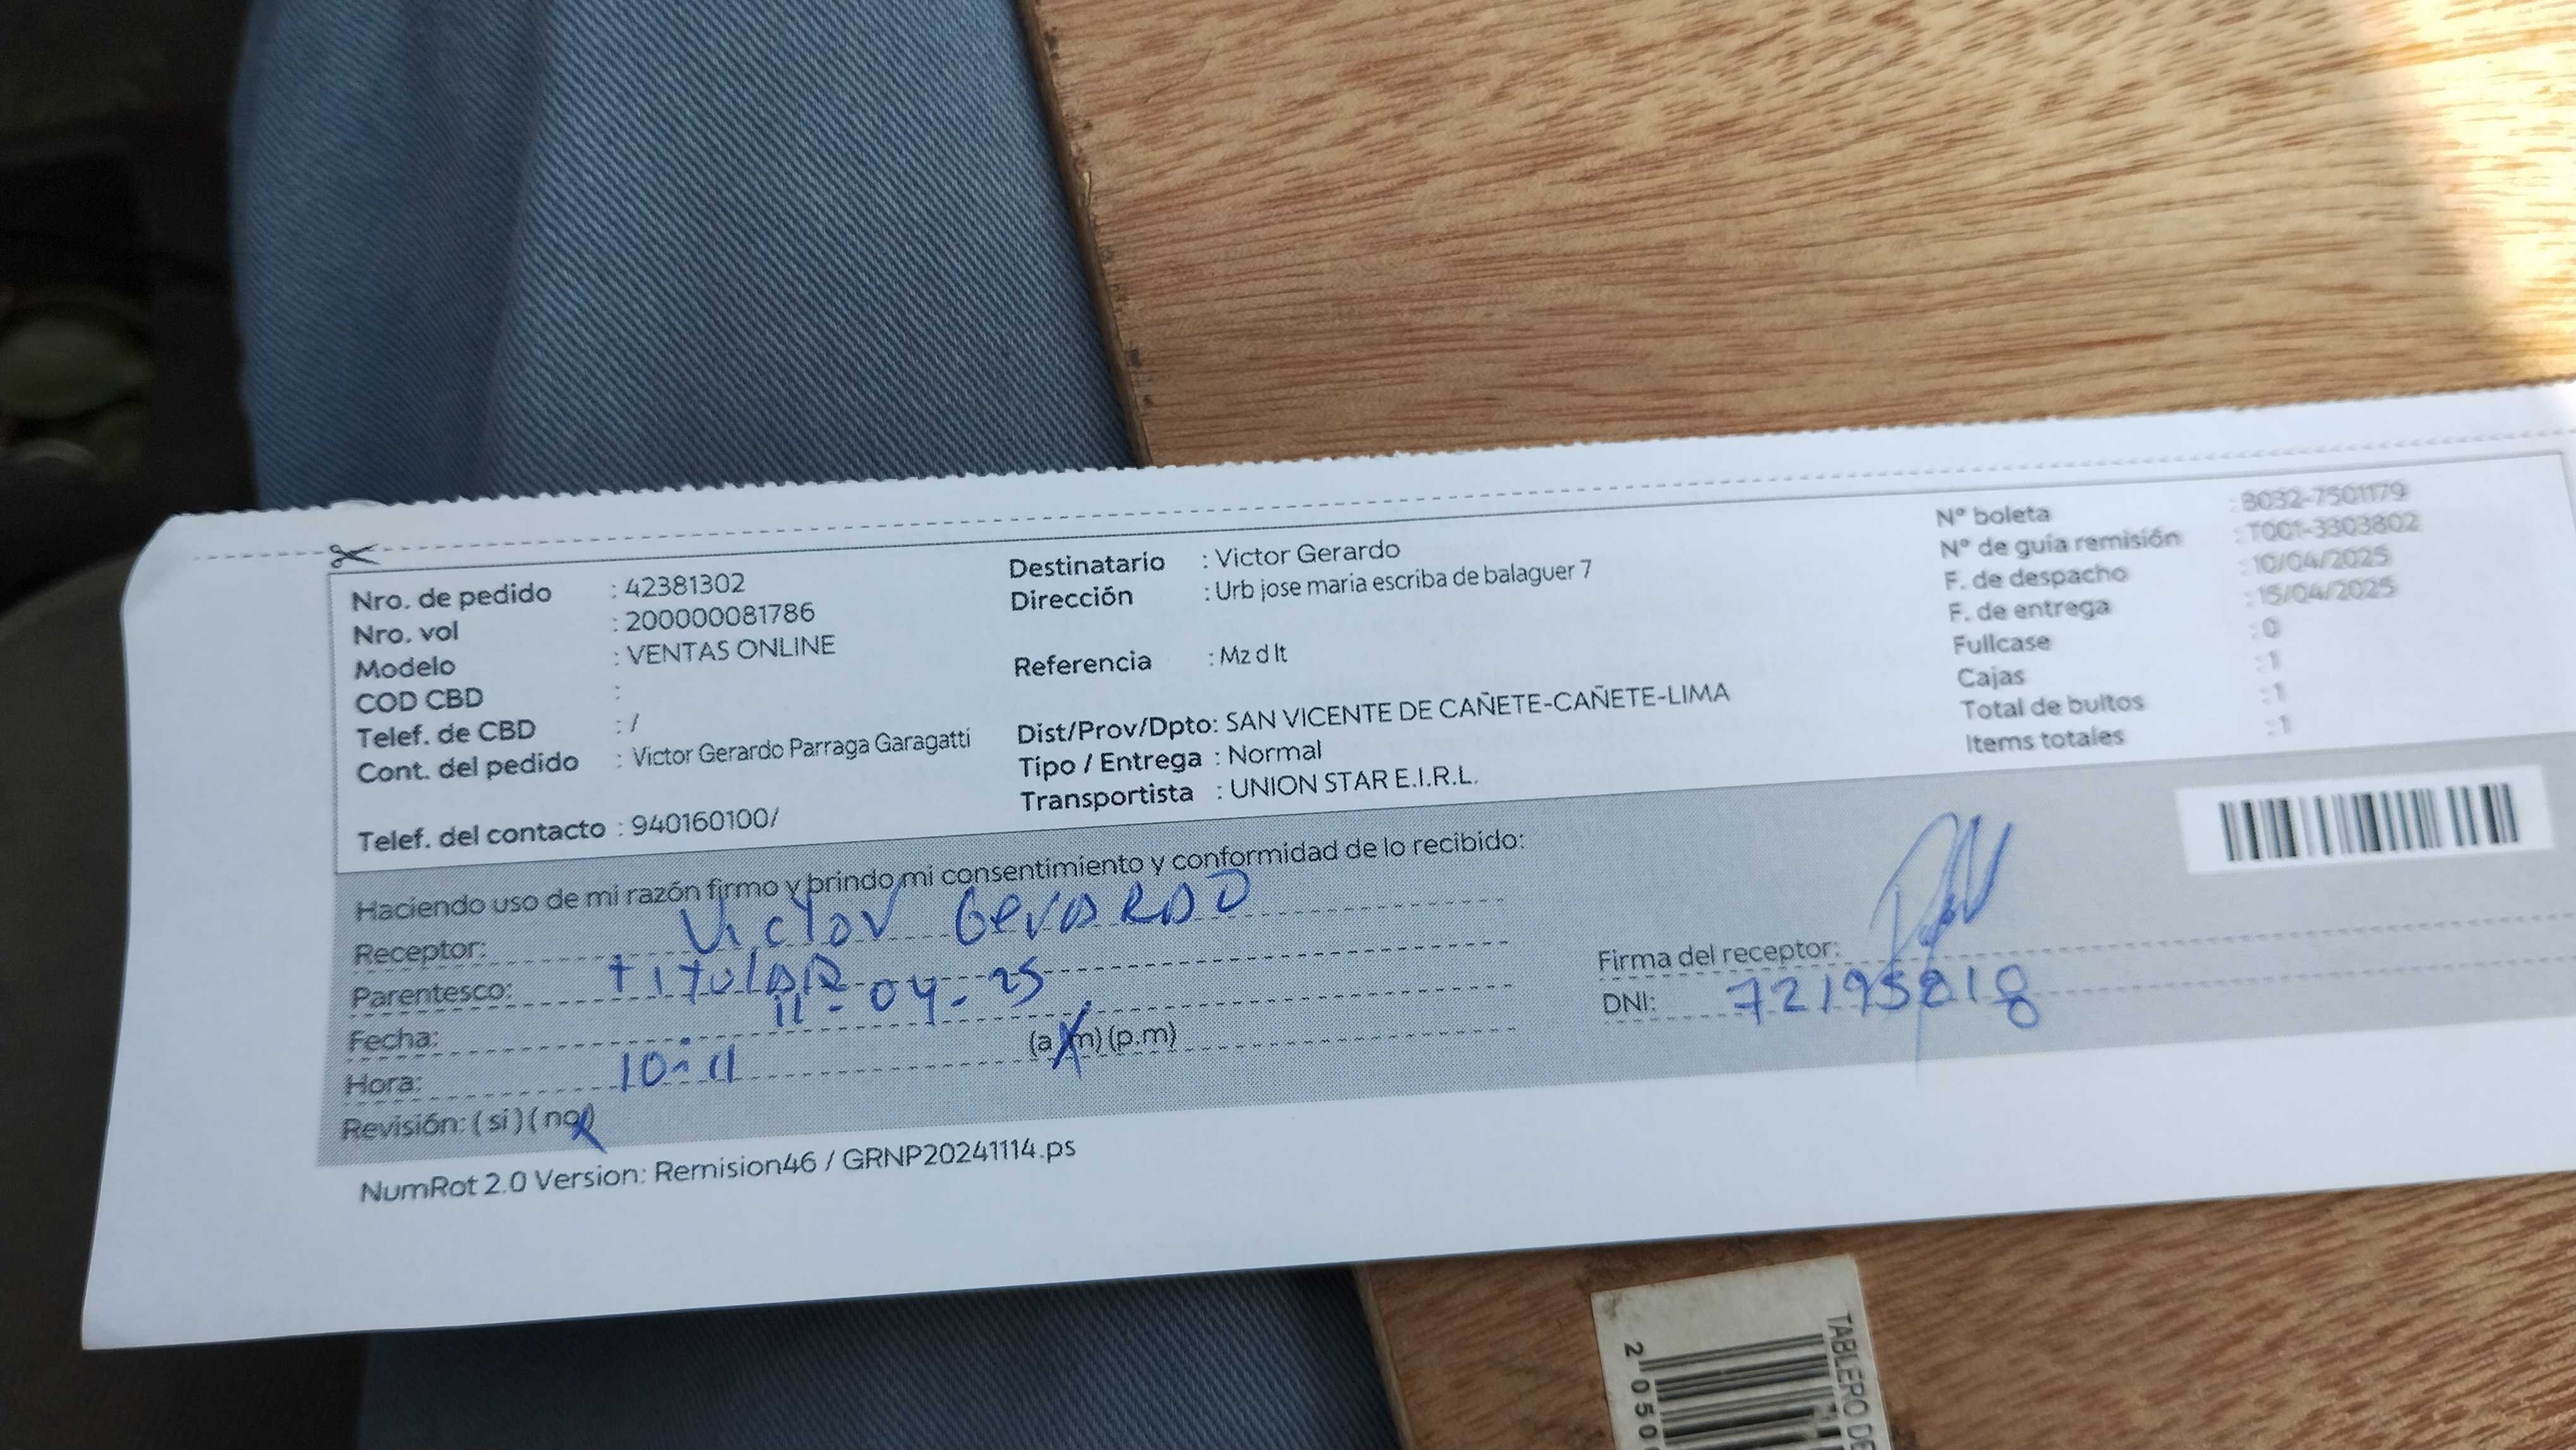 Nro. de pedido : 42381302
Nro. vol : 200000081786
Modelo : VENTAS ONLINE
COD CBD :
Telef. de CBD : /
Cont. del pedido : Victor Gerardo Parraga Garagatti
Telef. del contacto : 940160100/
Destinatario : Victor Gerardo
Dirección : Urb jose maria escriba de balaguer 7
Referencia : Mz d lt
Dist/Prov/Dpto: SAN VICENTE DE CAÑETE-CAÑETE-LIMA
Tipo / Entrega : Normal
Transportista : UNION STAR E.I.R.L.
N° boleta : B032-7501179
N° de guía remisión : T001-3303802
F. de despacho : 10/04/2025
F. de entrega : 15/04/2025
Fullcase : 0
Cajas : 1
Total de bultos : 1
Items totales : 1
Haciendo uso de mi razón firmo y brindo mi consentimiento y conformidad de lo recibido:
Receptor: Victor Gerardo
Parentesco: titular
Fecha: 11-04-25
Hora: 10:11 (a.m) (p.m)
Revisión: ( si ) ( no )
Firma del receptor:
DNI:
NumRot 2.0 Version: Remision46 / GRNP20241114.ps
TABLERO DE
2050